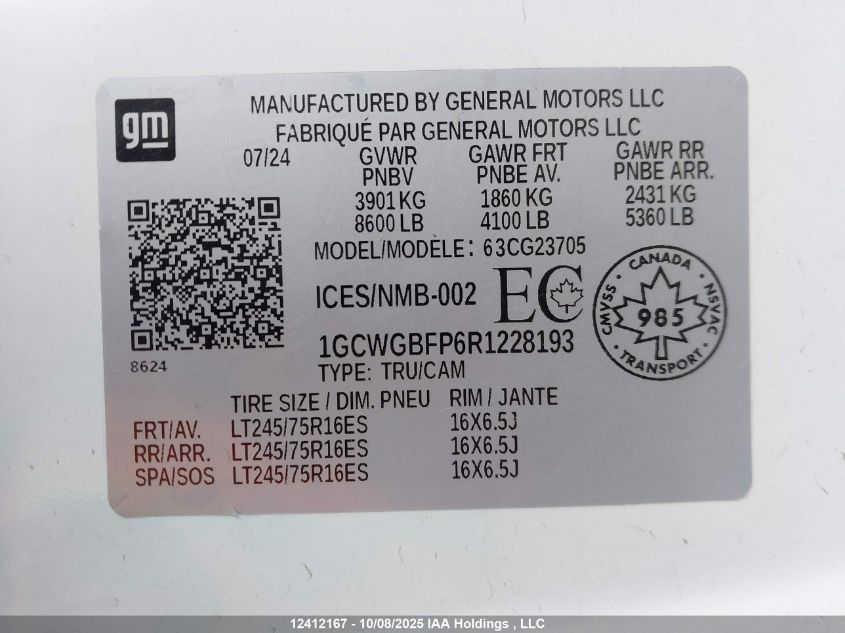 gm
MANUFACTURED BY GENERAL MOTORS LLC
FABRIQUÉ PAR GENERAL MOTORS LLC
07/24 GVWR GAWR FRT GAWR RR
PNBV PNBE AV. PNBE ARR.
3901 KG 1860 KG 2431 KG
8600 LB 4100 LB 5360 LB
MODEL/MODÈLE: 63CG23705
ICES/NMB-002 EC
CANADA
CMVSS 985 NSVAC
TRANSPORT
1GCWGBFP6R1228193
8624
TYPE: TRU/CAM
TIRE SIZE / DIM. PNEU RIM / JANTE
FRT/AV. LT245/75R16ES 16X6.5J
RR/ARR. LT245/75R16ES 16X6.5J
SPA/SOS LT245/75R16ES 16X6.5J
12412167 - 10/08/2025 IAA Holdings , LLC